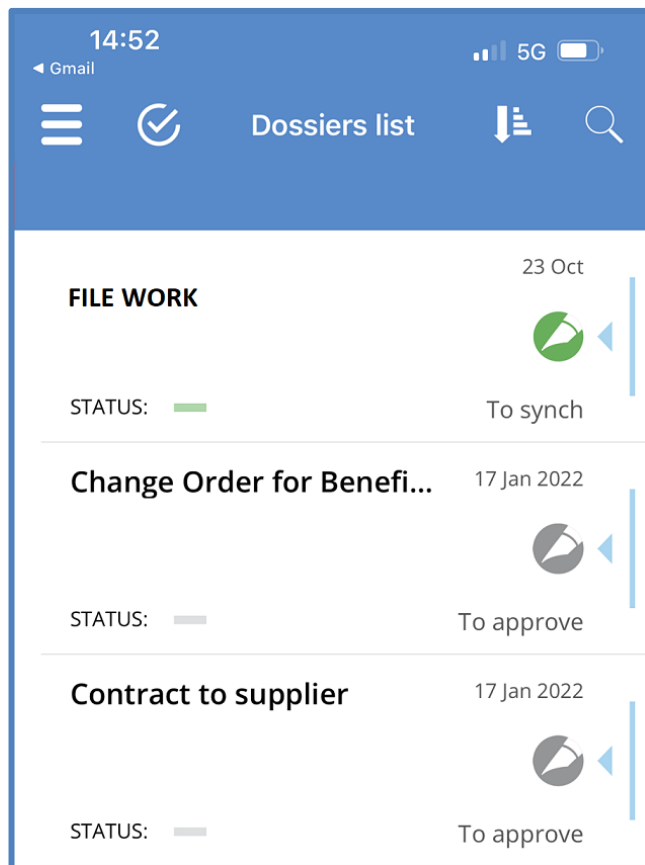 14:52
5G
◀ Gmail
Dossiers list
23 Oct
FILE WORK
STATUS:
To synch
Change Order for Benefi...
17 Jan 2022
STATUS:
To approve
Contract to supplier
17 Jan 2022
STATUS:
To approve